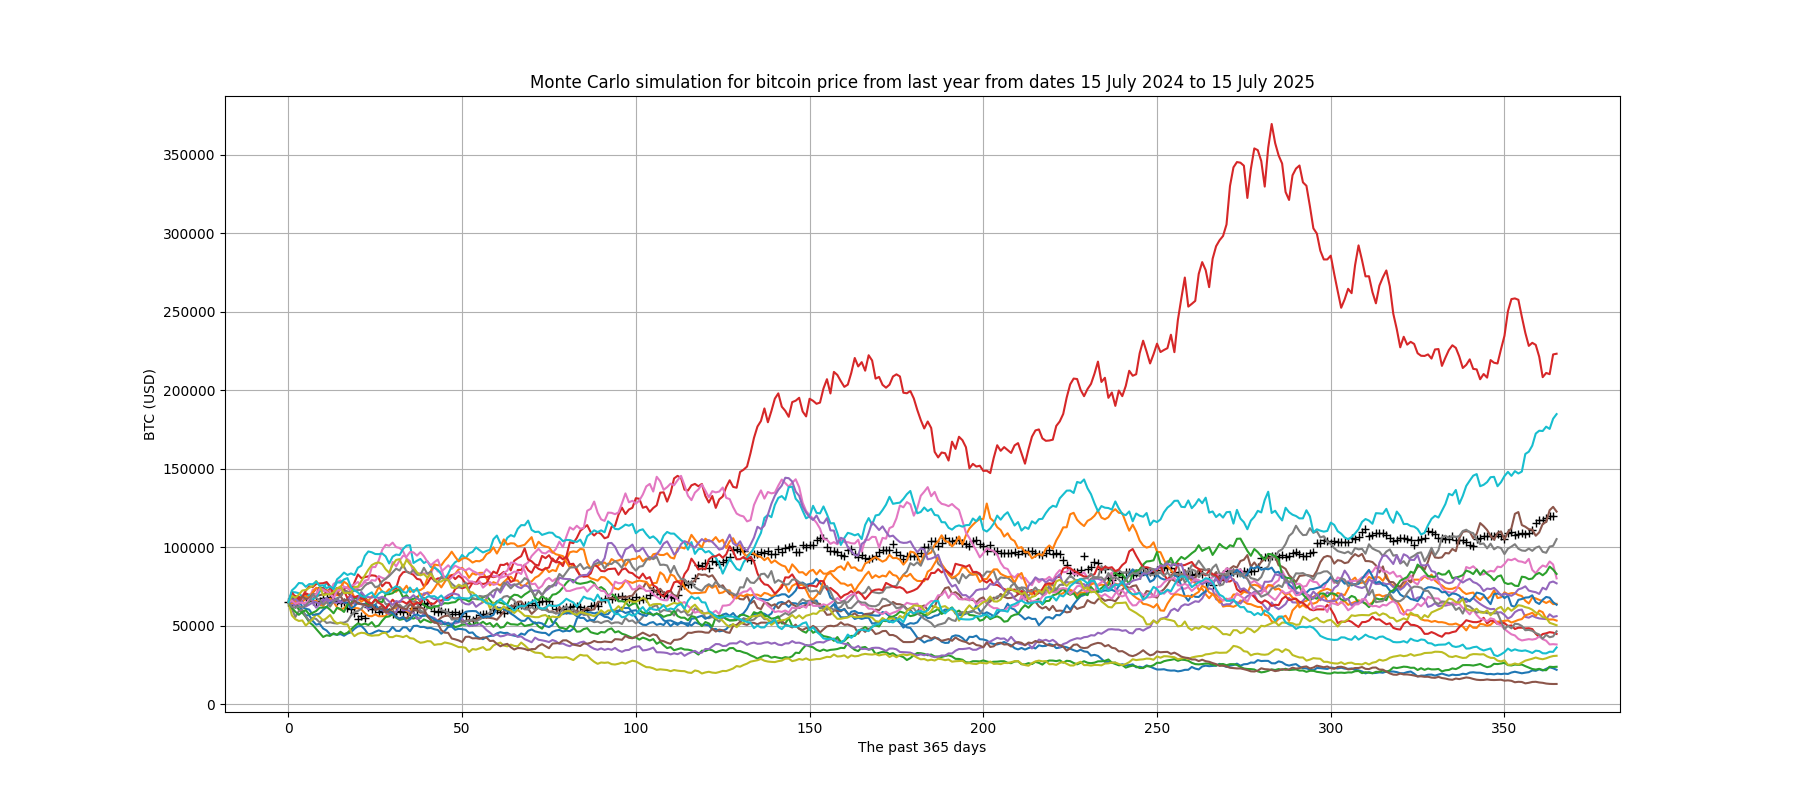 Monte Carlo simulation for bitcoin price from last year from dates 15 July 2024 to 15 July 2025
350000
300000
250000
200000
150000
100000
50000
0
BTC (USD)
0 50 100 150 200 250 300 350
The past 365 days